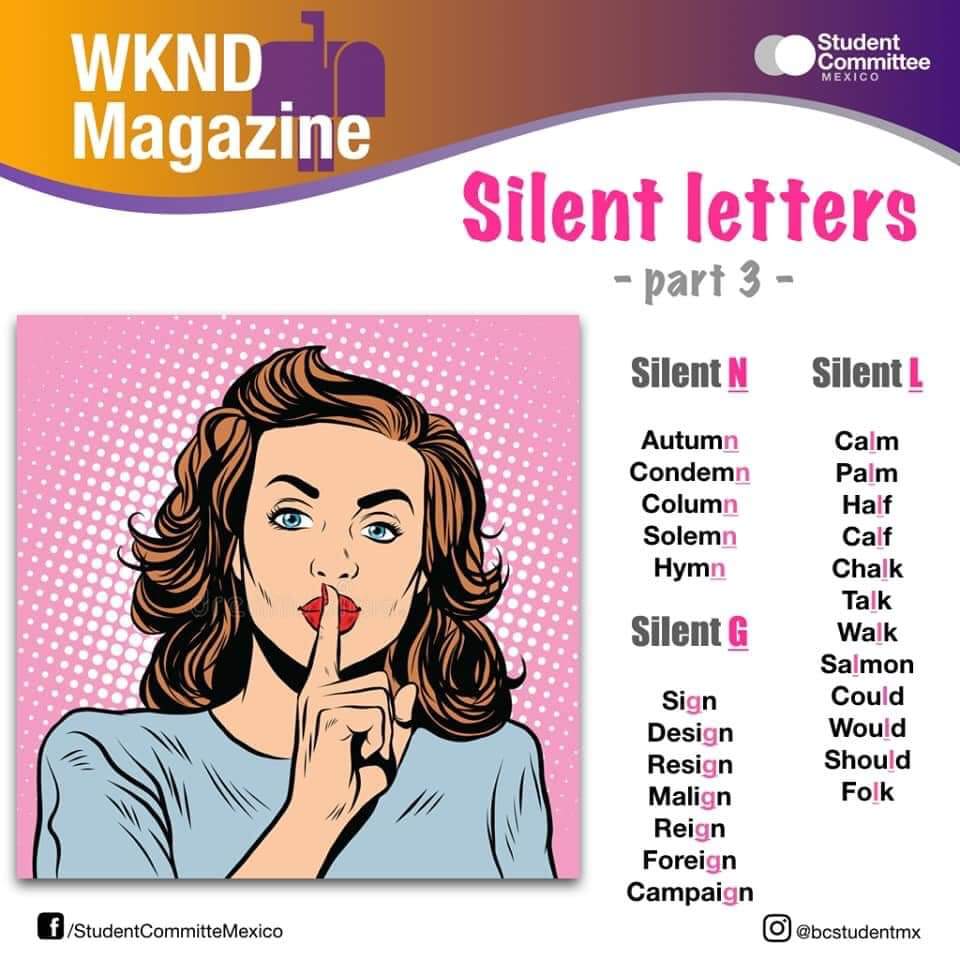 WKND
Magazine
Student
Committee
MEXICO
Silent letters
- part 3 -
Silent N
Autumn
Condemn
Column
Solemn
Hymn
Silent G
Sign
Design
Resign
Malign
Reign
Foreign
Campaign
Silent L
Calm
Palm
Half
Calf
Chalk
Talk
Walk
Salmon
Could
Would
Should
Folk
/StudentCommitteMexico
@bcstudentmx